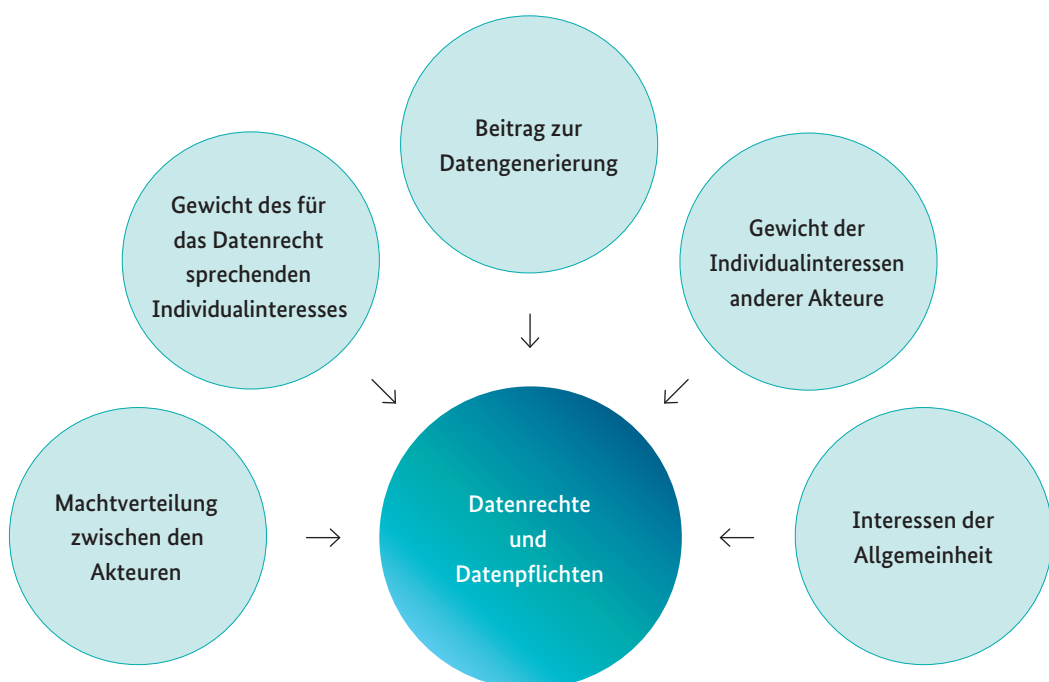 Beitrag zur
Datengenerierung
Gewicht des für
das Datenrecht
sprechenden
Individualinteresses
Gewicht der
Individualinteressen
anderer Akteure
Machtverteilung
zwischen den
Akteuren
Datenrechte
und
Datenpflichten
Interessen der
Allgemeinheit